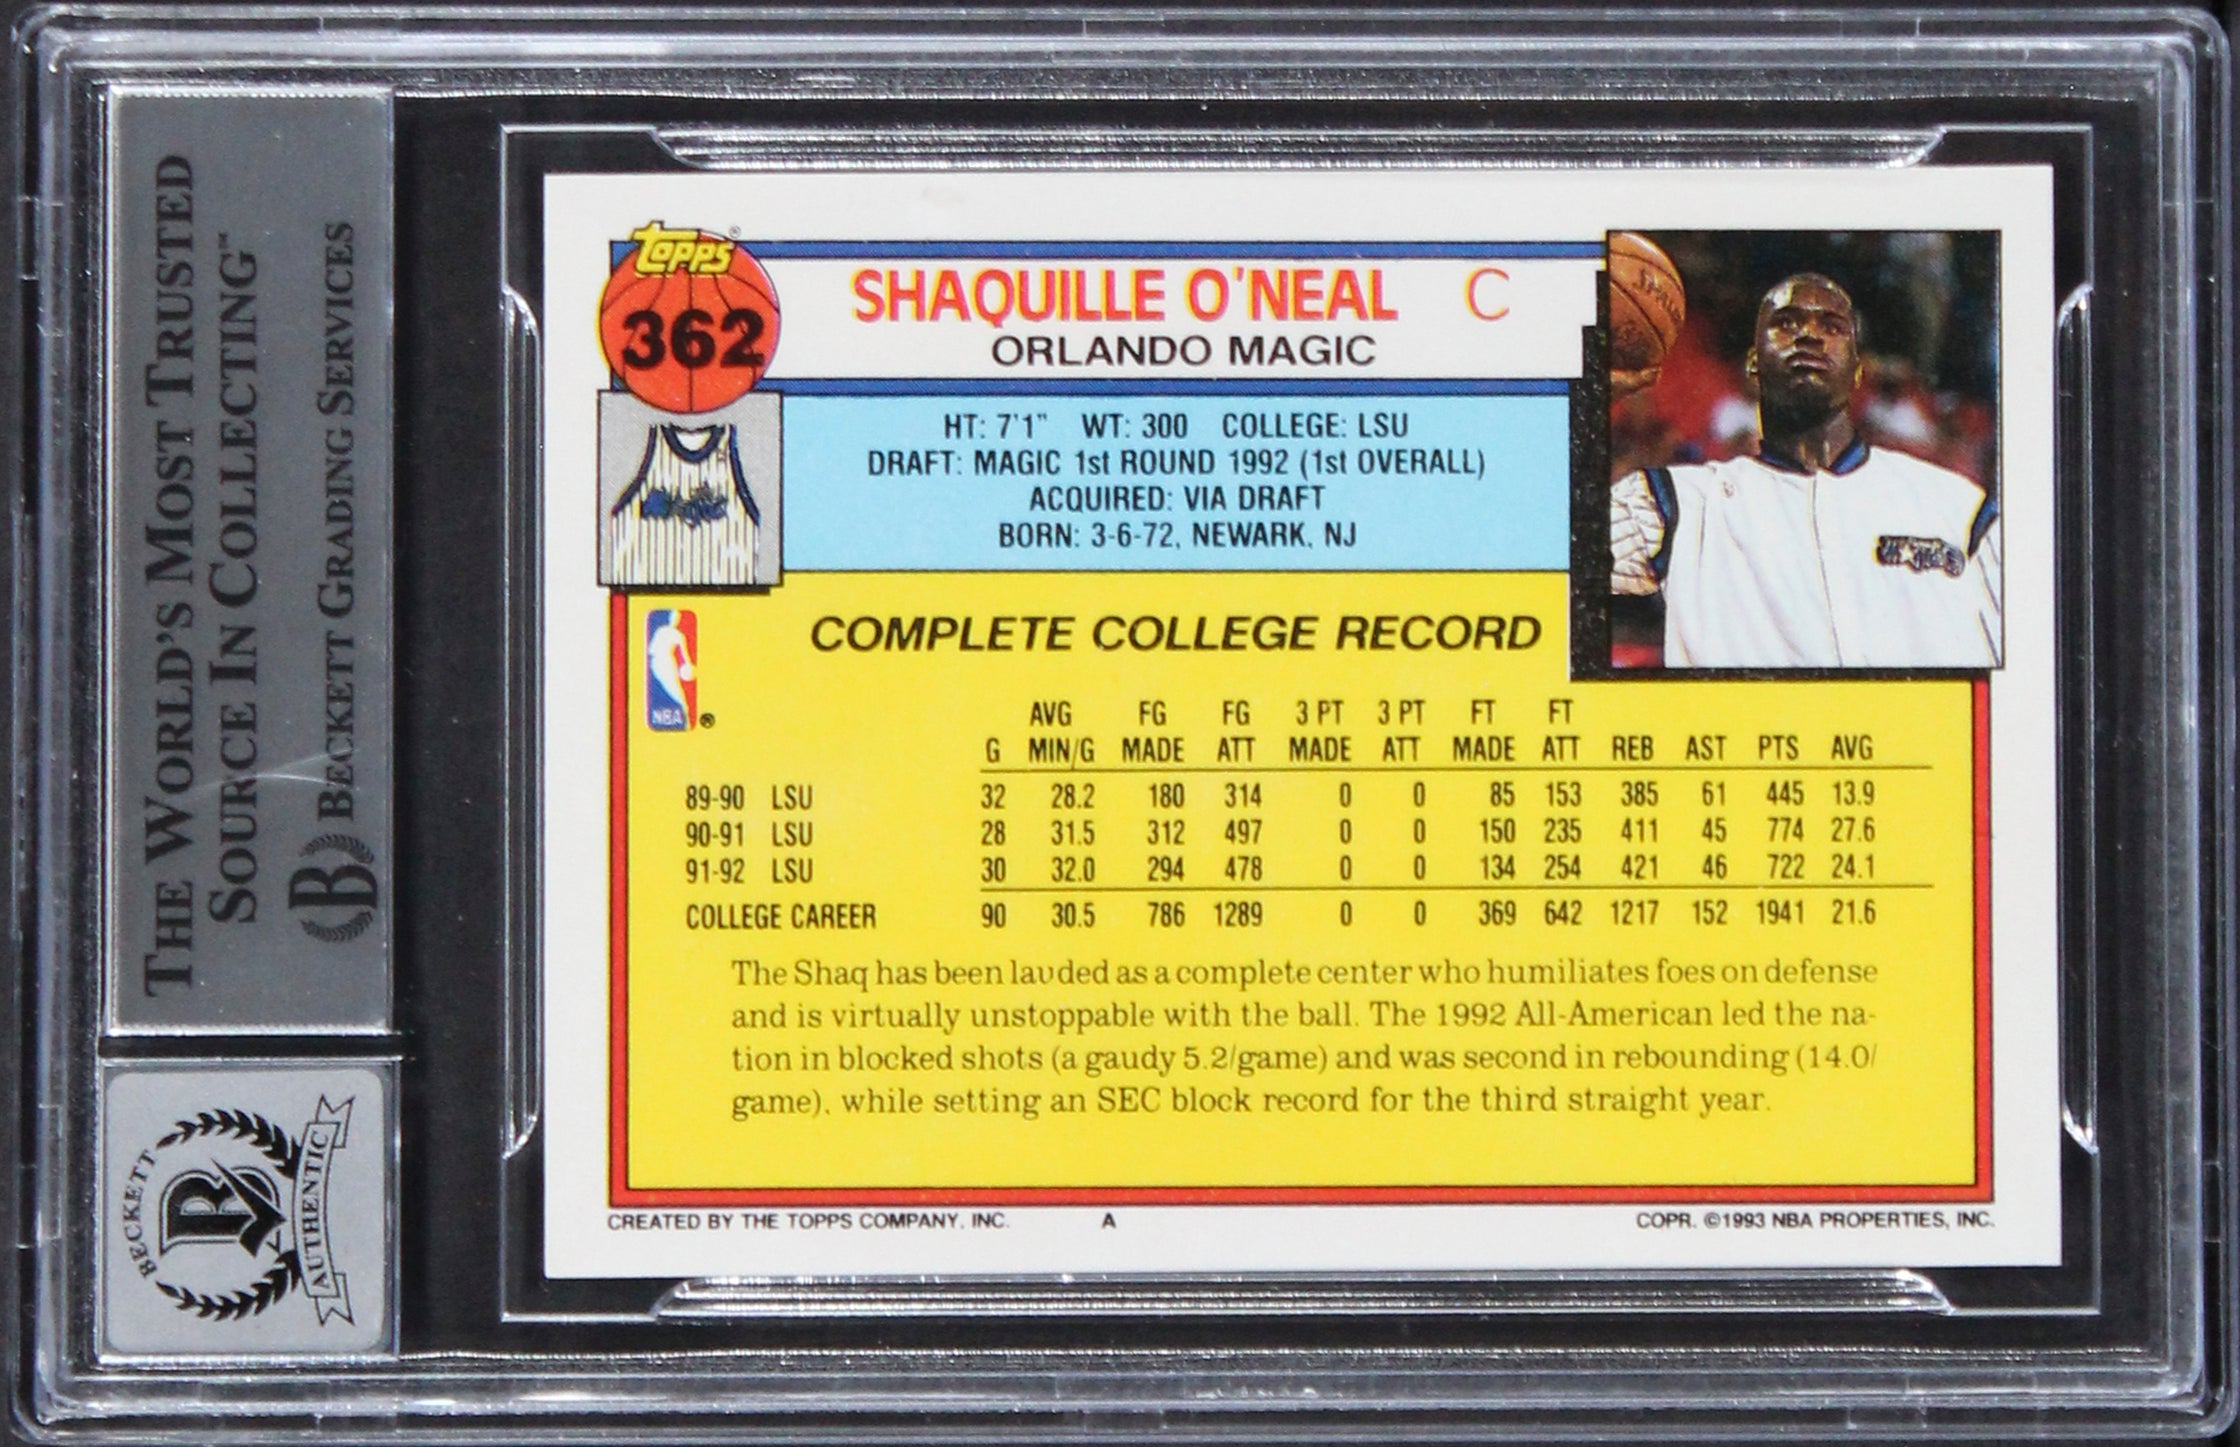 THE WORLD'S MOST TRUSTED
SOURCE IN COLLECTING™
BECKETT GRADING SERVICES
B
BECKETT
B
AUTHENTIC
Topps®
362
SHAQUILLE O'NEAL C
ORLANDO MAGIC
HT: 7'1" WT: 300 COLLEGE: LSU
DRAFT: MAGIC 1st ROUND 1992 (1st OVERALL)
ACQUIRED: VIA DRAFT
BORN: 3-6-72, NEWARK, NJ
SPALDING
Magic
Magic
NBA ®
COMPLETE COLLEGE RECORD
AVG FG FG 3 PT 3 PT FT FT
G MIN/G MADE ATT MADE ATT MADE ATT REB AST PTS AVG
89-90 LSU 32 28.2 180 314 0 0 85 153 385 61 445 13.9
90-91 LSU 28 31.5 312 497 0 0 150 235 411 45 774 27.6
91-92 LSU 30 32.0 294 478 0 0 134 254 421 46 722 24.1
COLLEGE CAREER 90 30.5 786 1289 0 0 369 642 1217 152 1941 21.6
The Shaq has been lauded as a complete center who humiliates foes on defense
and is virtually unstoppable with the ball. The 1992 All-American led the na-
tion in blocked shots (a gaudy 5.2/game) and was second in rebounding (14.0/
game), while setting an SEC block record for the third straight year.
CREATED BY THE TOPPS COMPANY, INC. A COPR. ©1993 NBA PROPERTIES, INC.